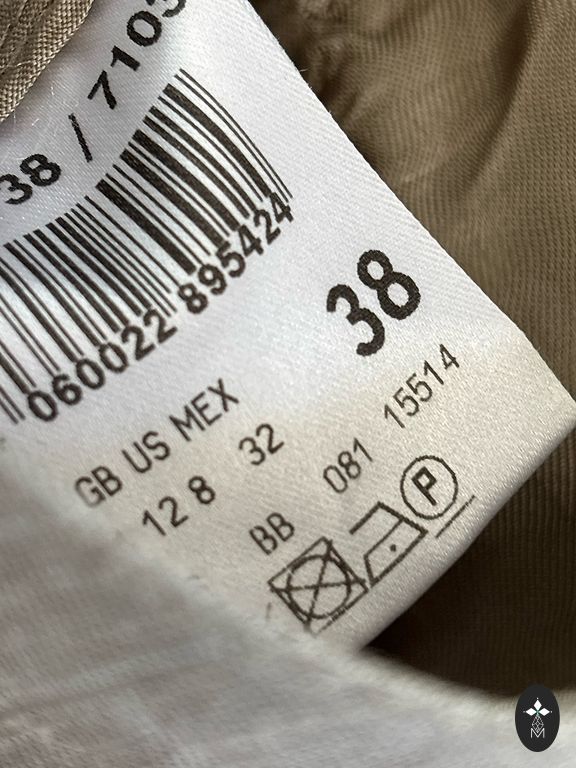 38 / 7103
060022 895424
38
GB US MEX
12 8 32
BB 081 15514
P
M